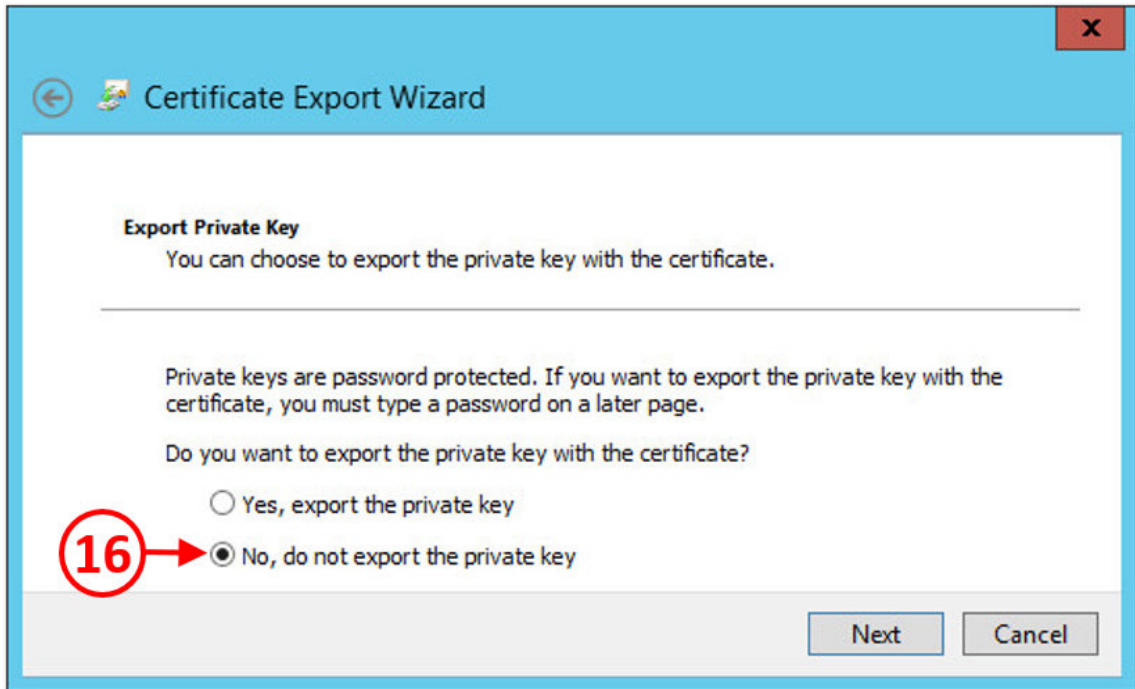 x
Certificate Export Wizard
Export Private Key
You can choose to export the private key with the certificate.
Private keys are password protected. If you want to export the private key with the
certificate, you must type a password on a later page.
Do you want to export the private key with the certificate?
Yes, export the private key
16 No, do not export the private key
Next Cancel